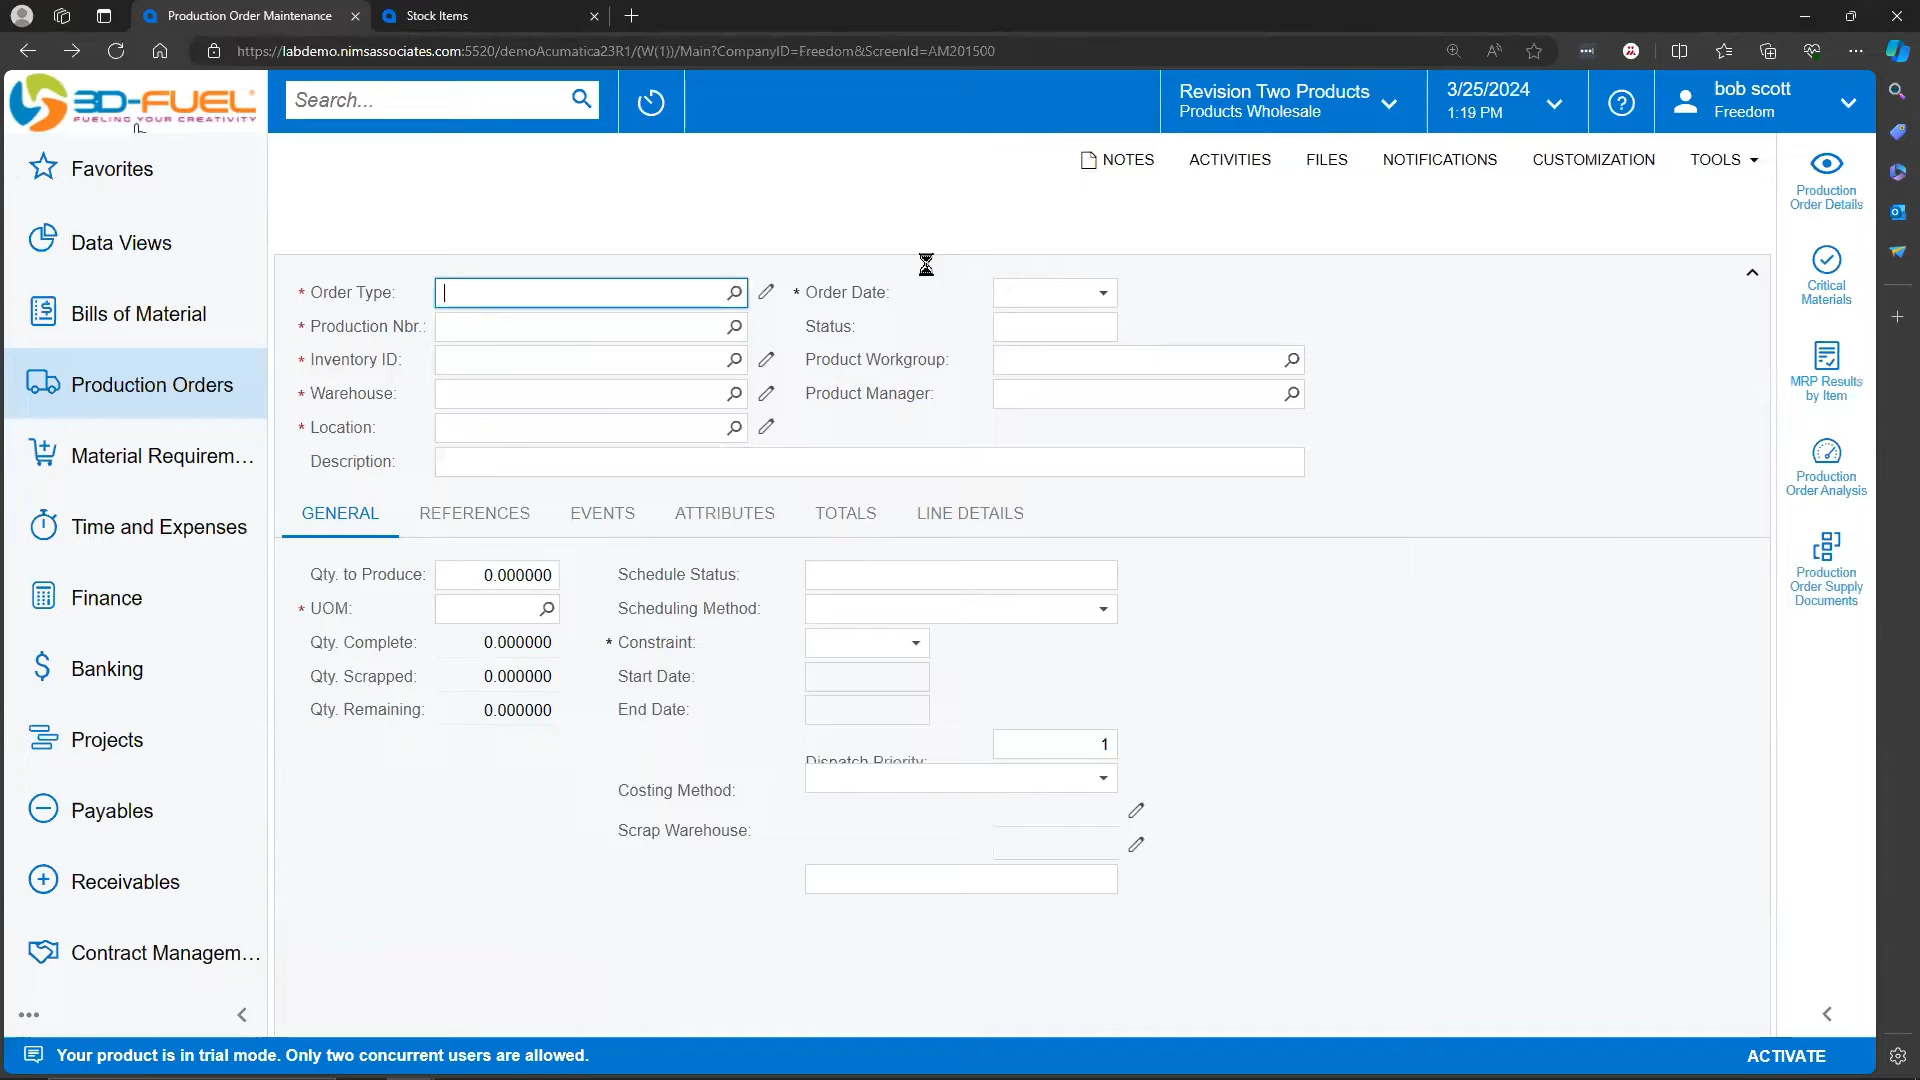 Production Order Maintenance
Stock Items
https://labdemo.nimsassociates.com:5520/demoAcumatica23R1/(W(1))/Main?CompanyID=Freedom&ScreenId=AM201500
3D-FUEL
FUELING YOUR CREATIVITY
Search...
Revision Two Products
Products Wholesale
3/25/2024
1:19 PM
bob scott
Freedom
NOTES
ACTIVITIES
FILES
NOTIFICATIONS
CUSTOMIZATION
TOOLS
Favorites
Data Views
Bills of Material
Production Orders
Material Requirem...
Time and Expenses
Finance
Banking
Projects
Payables
Receivables
Contract Managem...
* Order Type:
* Production Nbr.:
* Inventory ID:
* Warehouse:
* Location:
Description:
* Order Date:
Status:
Product Workgroup:
Product Manager:
GENERAL
REFERENCES
EVENTS
ATTRIBUTES
TOTALS
LINE DETAILS
Qty. to Produce: 0.000000
* UOM:
Qty. Complete: 0.000000
Qty. Scrapped: 0.000000
Qty. Remaining: 0.000000
Schedule Status:
Scheduling Method:
* Constraint:
Start Date:
End Date:
Dispatch Priority: 1
Costing Method:
Scrap Warehouse:
Production
Order Details
Critical
Materials
MRP Results
by Item
Production
Order Analysis
Production
Order Supply
Documents
Your product is in trial mode. Only two concurrent users are allowed.
ACTIVATE